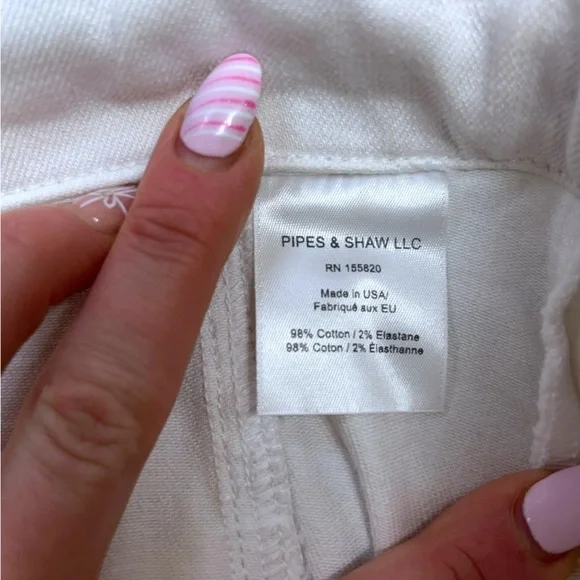 PIPES & SHAW LLC
RN 155820
Made in USA/
Fabriqué aux EU
98% Cotton / 2% Elastane
98% Coton / 2% Élasthanne